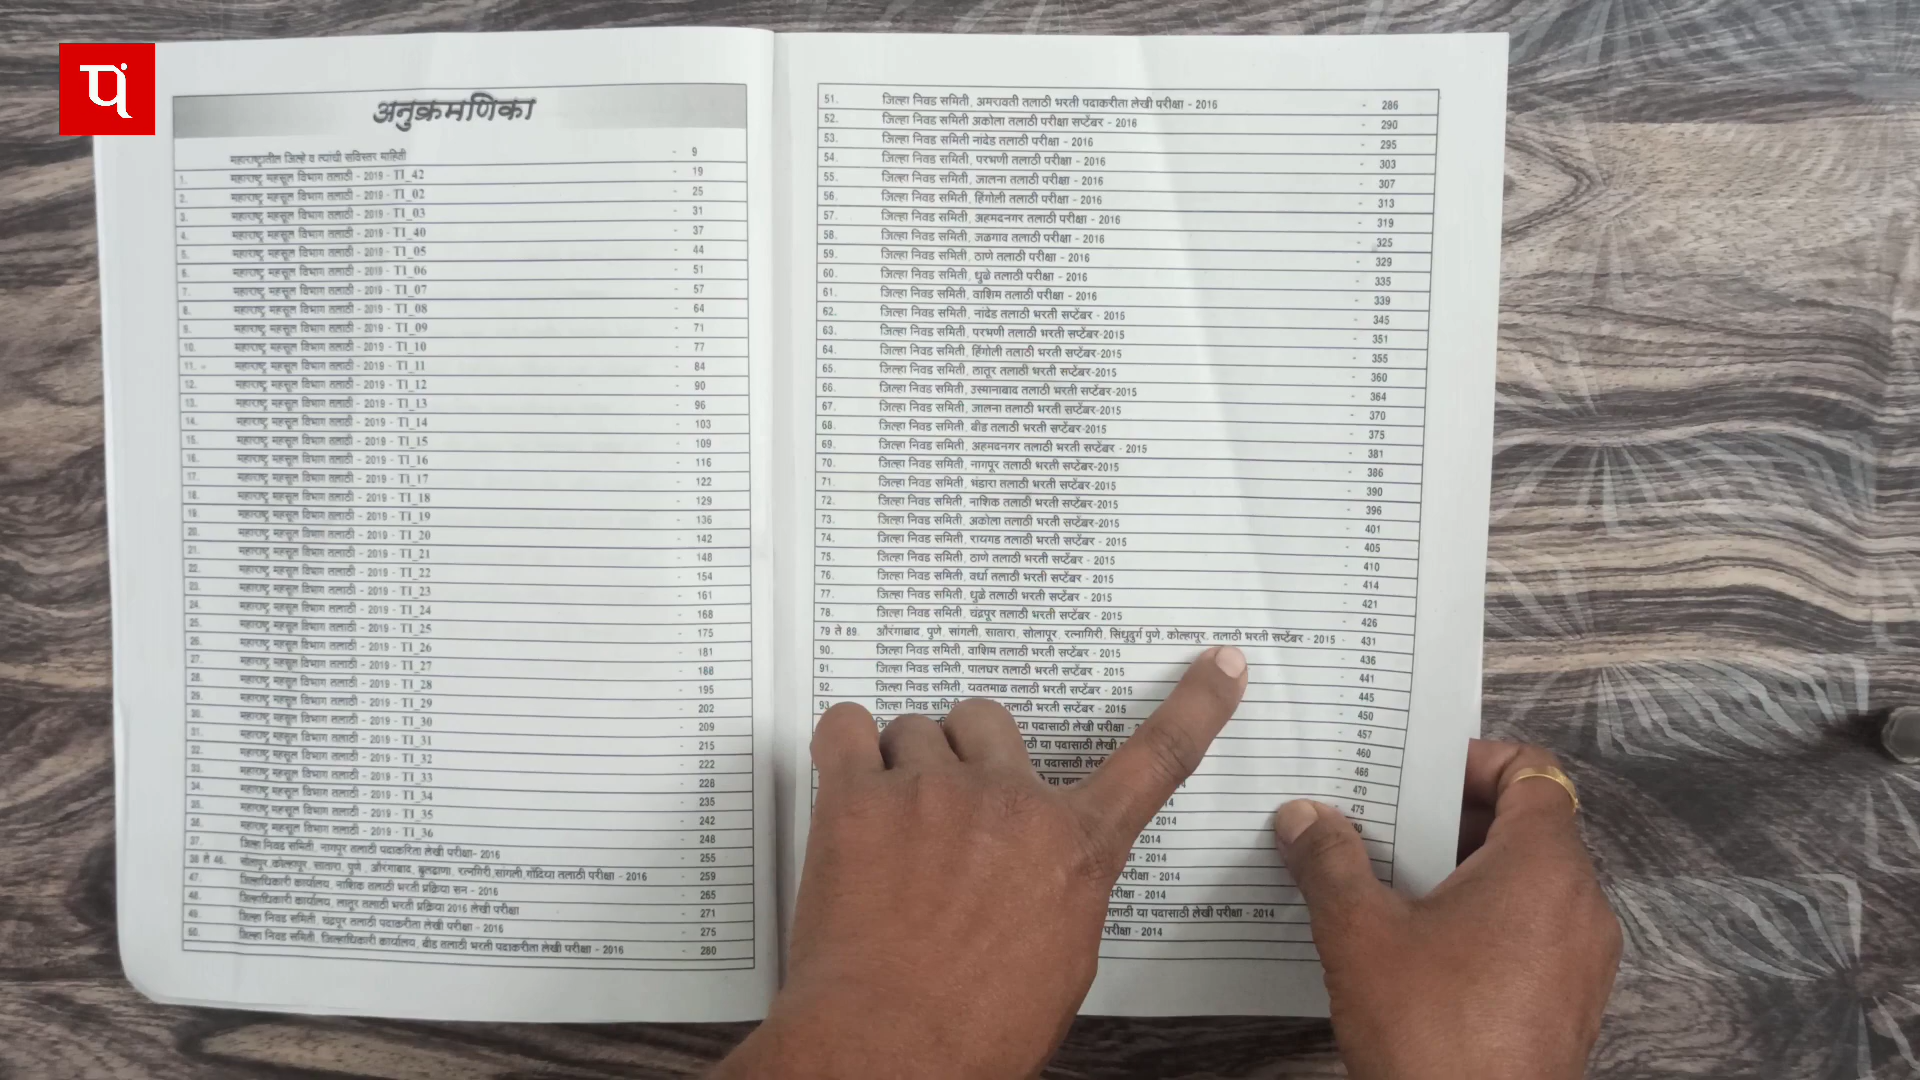 अनुक्रमणिका
महाराष्ट्रातील जिल्हे व त्यांची सविस्तर माहिती - 9
1. महाराष्ट्र महसूल विभाग तलाठी - 2019 - TI_42 - 19
2. महाराष्ट्र महसूल विभाग तलाठी - 2019 - TI_02 - 25
3. महाराष्ट्र महसूल विभाग तलाठी - 2019 - TI_03 - 31
4. महाराष्ट्र महसूल विभाग तलाठी - 2019 - TI_40 - 37
5. महाराष्ट्र महसूल विभाग तलाठी - 2019 - TI_05 - 44
6. महाराष्ट्र महसूल विभाग तलाठी - 2019 - TI_06 - 51
7. महाराष्ट्र महसूल विभाग तलाठी - 2019 - TI_07 - 57
8. महाराष्ट्र महसूल विभाग तलाठी - 2019 - TI_08 - 64
9. महाराष्ट्र महसूल विभाग तलाठी - 2019 - TI_09 - 71
10. महाराष्ट्र महसूल विभाग तलाठी - 2019 - TI_10 - 77
11. महाराष्ट्र महसूल विभाग तलाठी - 2019 - TI_11 - 84
12. महाराष्ट्र महसूल विभाग तलाठी - 2019 - TI_12 - 90
13. महाराष्ट्र महसूल विभाग तलाठी - 2019 - TI_13 - 96
14. महाराष्ट्र महसूल विभाग तलाठी - 2019 - TI_14 - 103
15. महाराष्ट्र महसूल विभाग तलाठी - 2019 - TI_15 - 109
16. महाराष्ट्र महसूल विभाग तलाठी - 2019 - TI_16 - 116
17. महाराष्ट्र महसूल विभाग तलाठी - 2019 - TI_17 - 122
18. महाराष्ट्र महसूल विभाग तलाठी - 2019 - TI_18 - 129
19. महाराष्ट्र महसूल विभाग तलाठी - 2019 - TI_19 - 136
20. महाराष्ट्र महसूल विभाग तलाठी - 2019 - TI_20 - 142
21. महाराष्ट्र महसूल विभाग तलाठी - 2019 - TI_21 - 148
22. महाराष्ट्र महसूल विभाग तलाठी - 2019 - TI_22 - 154
23. महाराष्ट्र महसूल विभाग तलाठी - 2019 - TI_23 - 161
24. महाराष्ट्र महसूल विभाग तलाठी - 2019 - TI_24 - 168
25. महाराष्ट्र महसूल विभाग तलाठी - 2019 - TI_25 - 175
26. महाराष्ट्र महसूल विभाग तलाठी - 2019 - TI_26 - 181
27. महाराष्ट्र महसूल विभाग तलाठी - 2019 - TI_27 - 188
28. महाराष्ट्र महसूल विभाग तलाठी - 2019 - TI_28 - 195
29. महाराष्ट्र महसूल विभाग तलाठी - 2019 - TI_29 - 202
30. महाराष्ट्र महसूल विभाग तलाठी - 2019 - TI_30 - 209
31. महाराष्ट्र महसूल विभाग तलाठी - 2019 - TI_31 - 215
32. महाराष्ट्र महसूल विभाग तलाठी - 2019 - TI_32 - 222
33. महाराष्ट्र महसूल विभाग तलाठी - 2019 - TI_33 - 228
34. महाराष्ट्र महसूल विभाग तलाठी - 2019 - TI_34 - 235
35. महाराष्ट्र महसूल विभाग तलाठी - 2019 - TI_35 - 242
36. महाराष्ट्र महसूल विभाग तलाठी - 2019 - TI_36 - 248
37. जिल्हा निवड समिती, नागपूर तलाठी पदाकरिता लेखी परीक्षा- 2016 - 255
38 ते 46. सोलापूर,कोल्हापूर, सातारा, पुणे, औरंगाबाद, बुलढाणा, रत्नागिरी,सांगली,गोंदिया तलाठी परीक्षा - 2016 - 259
47. जिल्हाधिकारी कार्यालय, नाशिक तलाठी भरती प्रक्रिया सन - 2016 - 265
48. जिल्हाधिकारी कार्यालय, लातूर तलाठी भरती प्रक्रिया 2016 लेखी परीक्षा - 271
49. जिल्हा निवड समिती, चंद्रपूर तलाठी पदाकरीता लेखी परीक्षा - 2016 - 275
50. जिल्हा निवड समिती, जिल्हाधिकारी कार्यालय, बीड तलाठी भरती पदाकरीता लेखी परीक्षा - 2016 - 280
51. जिल्हा निवड समिती, अमरावती तलाठी भरती पदाकरीता लेखी परीक्षा - 2016 - 286
52. जिल्हा निवड समिती अकोला तलाठी परीक्षा सप्टेंबर - 2016 - 290
53. जिल्हा निवड समिती नांदेड तलाठी परीक्षा - 2016 - 295
54. जिल्हा निवड समिती, परभणी तलाठी परीक्षा - 2016 - 303
55. जिल्हा निवड समिती, जालना तलाठी परीक्षा - 2016 - 307
56. जिल्हा निवड समिती, हिंगोली तलाठी परीक्षा - 2016 - 313
57. जिल्हा निवड समिती, अहमदनगर तलाठी परीक्षा - 2016 - 319
58. जिल्हा निवड समिती, जळगाव तलाठी परीक्षा - 2016 - 325
59. जिल्हा निवड समिती, ठाणे तलाठी परीक्षा - 2016 - 329
60. जिल्हा निवड समिती, धुळे तलाठी परीक्षा - 2016 - 335
61. जिल्हा निवड समिती, वाशिम तलाठी परीक्षा - 2016 - 339
62. जिल्हा निवड समिती, नांदेड तलाठी भरती सप्टेंबर - 2015 - 345
63. जिल्हा निवड समिती, परभणी तलाठी भरती सप्टेंबर-2015 - 351
64. जिल्हा निवड समिती, हिंगोली तलाठी भरती सप्टेंबर-2015 - 355
65. जिल्हा निवड समिती, लातूर तलाठी भरती सप्टेंबर-2015 - 360
66. जिल्हा निवड समिती, उस्मानाबाद तलाठी भरती सप्टेंबर-2015 - 364
67. जिल्हा निवड समिती, जालना तलाठी भरती सप्टेंबर-2015 - 370
68. जिल्हा निवड समिती, बीड तलाठी भरती सप्टेंबर-2015 - 375
69. जिल्हा निवड समिती, अहमदनगर तलाठी भरती सप्टेंबर - 2015 - 381
70. जिल्हा निवड समिती, नागपूर तलाठी भरती सप्टेंबर-2015 - 386
71. जिल्हा निवड समिती, भंडारा तलाठी भरती सप्टेंबर-2015 - 390
72. जिल्हा निवड समिती, नाशिक तलाठी भरती सप्टेंबर-2015 - 396
73. जिल्हा निवड समिती, अकोला तलाठी भरती सप्टेंबर-2015 - 401
74. जिल्हा निवड समिती, रायगड तलाठी भरती सप्टेंबर - 2015 - 405
75. जिल्हा निवड समिती, ठाणे तलाठी भरती सप्टेंबर - 2015 - 410
76. जिल्हा निवड समिती, वर्धा तलाठी भरती सप्टेंबर - 2015 - 414
77. जिल्हा निवड समिती, धुळे तलाठी भरती सप्टेंबर - 2015 - 421
78. जिल्हा निवड समिती, चंद्रपूर तलाठी भरती सप्टेंबर - 2015 - 426
79 ते 89. औरंगाबाद, पुणे, सांगली, सातारा, सोलापूर, रत्नागिरी, सिंधुदुर्ग पुणे, कोल्हापूर, तलाठी भरती सप्टेंबर - 2015 - 431
90. जिल्हा निवड समिती, वाशिम तलाठी भरती सप्टेंबर - 2015 - 436
91. जिल्हा निवड समिती, पालघर तलाठी भरती सप्टेंबर - 2015 - 441
92. जिल्हा निवड समिती, यवतमाळ तलाठी भरती सप्टेंबर - 2015 - 445
93. जिल्हा निवड तलाठी भरती सप्टेंबर - 2015 - 450
या पदासाठी लेखी परीक्षा - 457
या पदासाठी लेखी - 460
या पदासाठी - 466
या - 470
- 475
2014
2014
- 2014
परीक्षा - 2014
परीक्षा - 2014
तलाठी या पदासाठी लेखी परीक्षा - 2014
परीक्षा - 2014